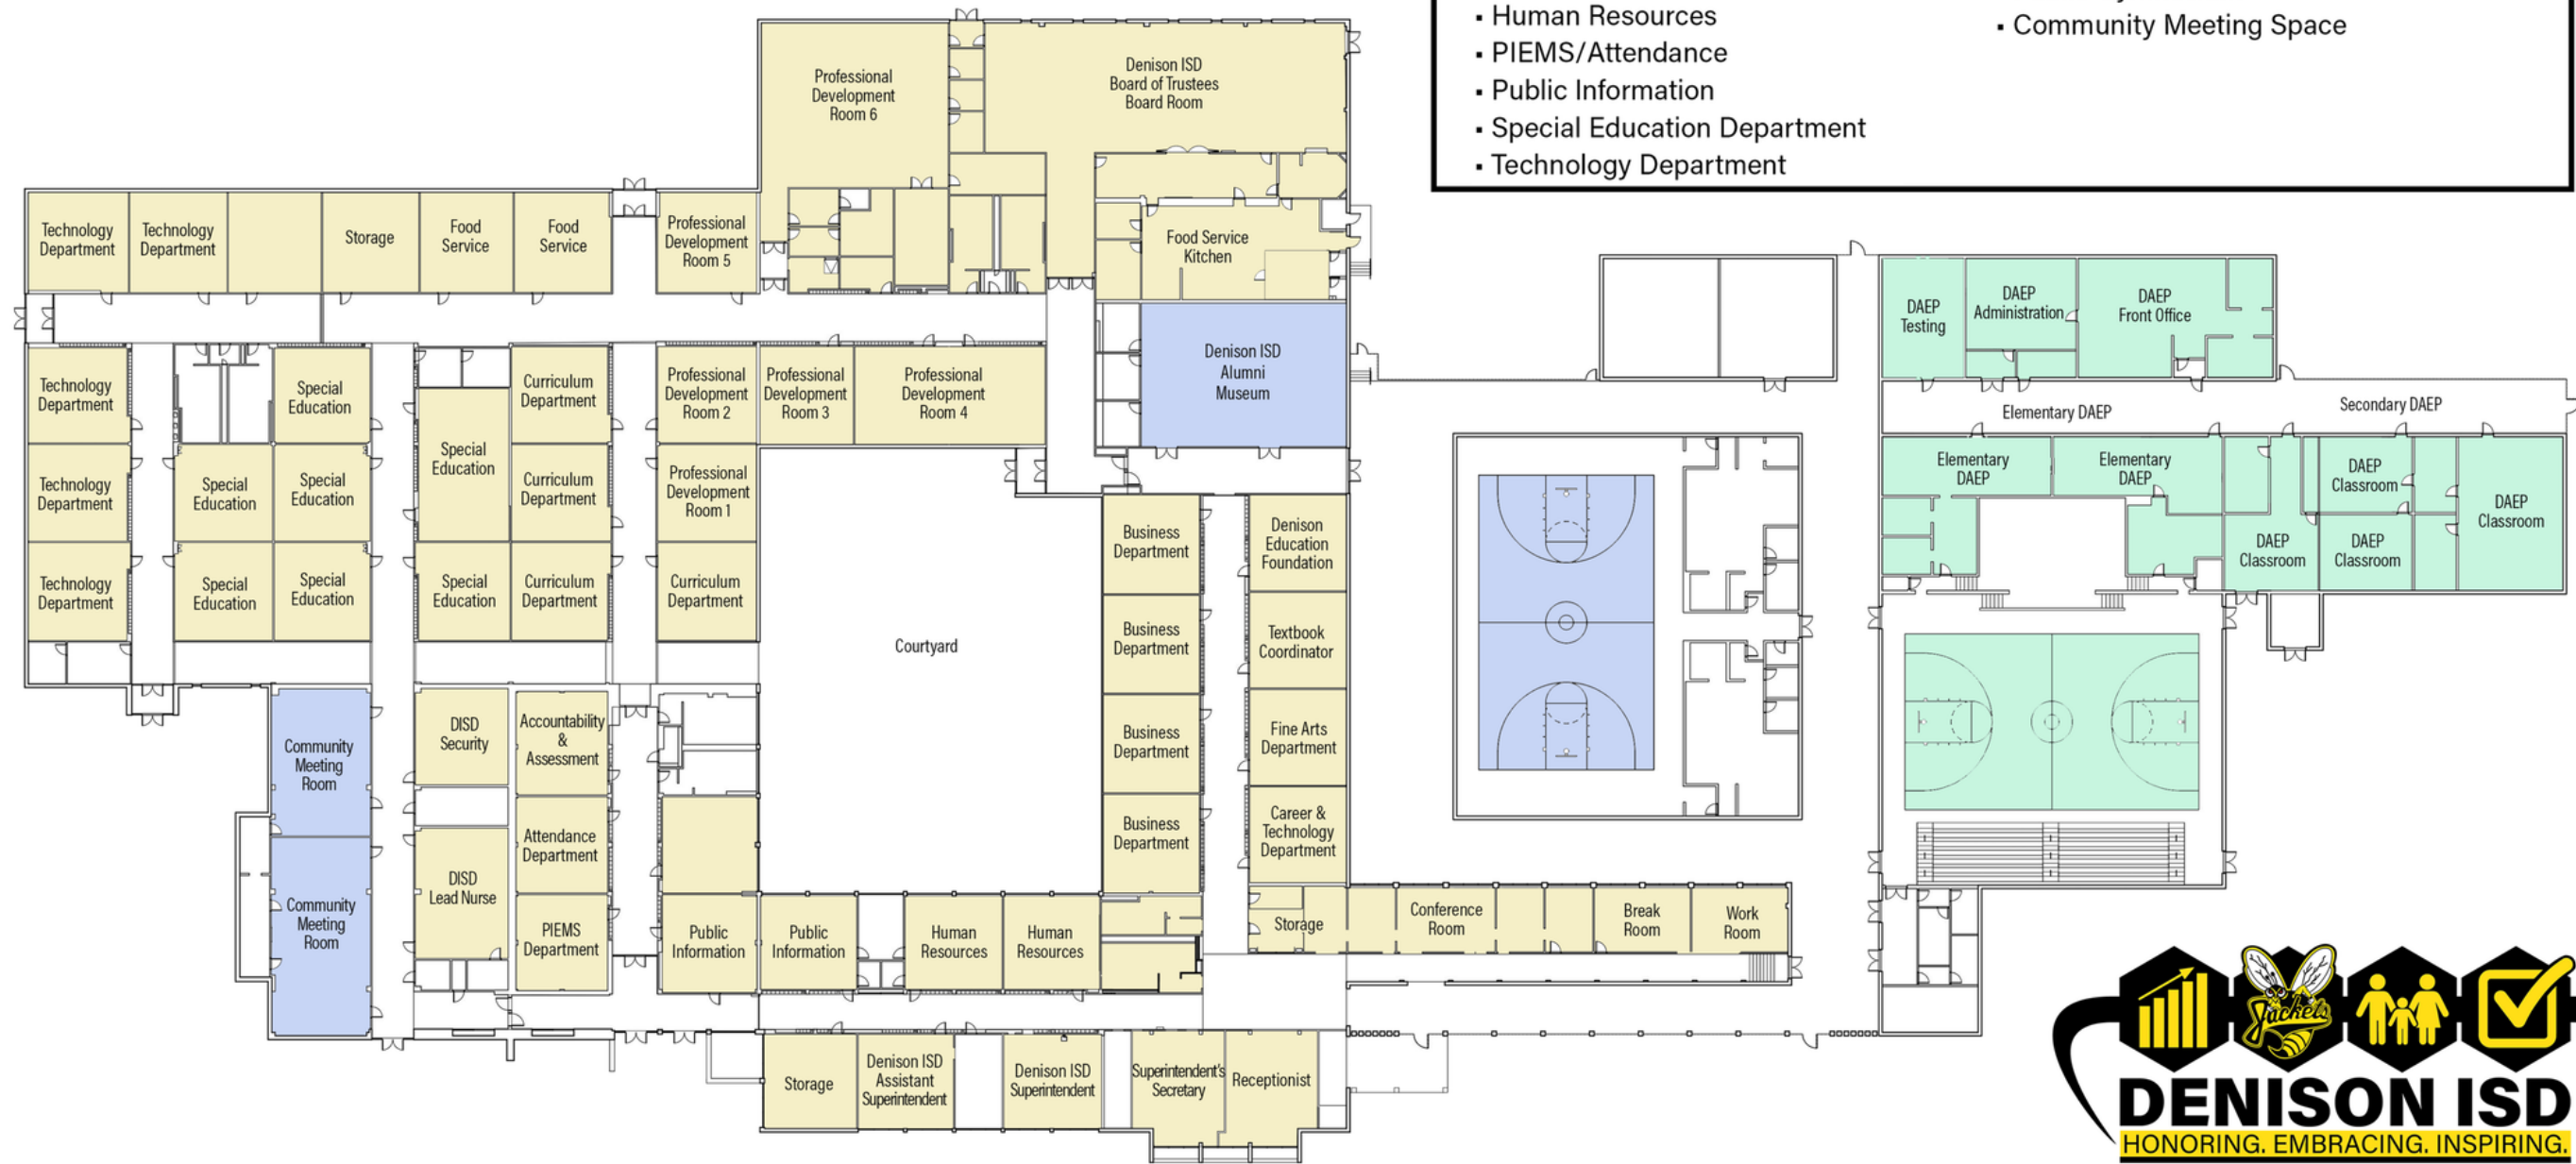 ▪ Human Resources
▪ PIEMS/Attendance
▪ Public Information
▪ Special Education Department
▪ Technology Department
▪ Community Meeting Space
Professional
Development
Room 6
Denison ISD
Board of Trustees
Board Room
Technology
Department
Technology
Department
Storage
Food
Service
Food
Service
Professional
Development
Room 5
Food Service
Kitchen
DAEP
Testing
DAEP
Administration
DAEP
Front Office
Technology
Department
Special
Education
Curriculum
Department
Professional
Development
Room 2
Professional
Development
Room 3
Professional
Development
Room 4
Denison ISD
Alumni
Museum
Elementary DAEP
Secondary DAEP
Technology
Department
Special
Education
Special
Education
Special
Education
Curriculum
Department
Professional
Development
Room 1
Business
Department
Denison
Education
Foundation
Elementary
DAEP
Elementary
DAEP
DAEP
Classroom
DAEP
Classroom
DAEP
Classroom
DAEP
Classroom
Technology
Department
Special
Education
Special
Education
Special
Education
Curriculum
Department
Curriculum
Department
Courtyard
Business
Department
Textbook
Coordinator
Community
Meeting
Room
DISD
Security
Accountability
&
Assessment
Business
Department
Fine Arts
Department
Attendance
Department
Business
Department
Career &
Technology
Department
Community
Meeting
Room
DISD
Lead Nurse
PIEMS
Department
Public
Information
Public
Information
Human
Resources
Human
Resources
Storage
Conference
Room
Break
Room
Work
Room
Storage
Denison ISD
Assistant
Superintendent
Denison ISD
Superintendent
Superintendent's
Secretary
Receptionist
Jackets
DENISON ISD
HONORING. EMBRACING. INSPIRING.